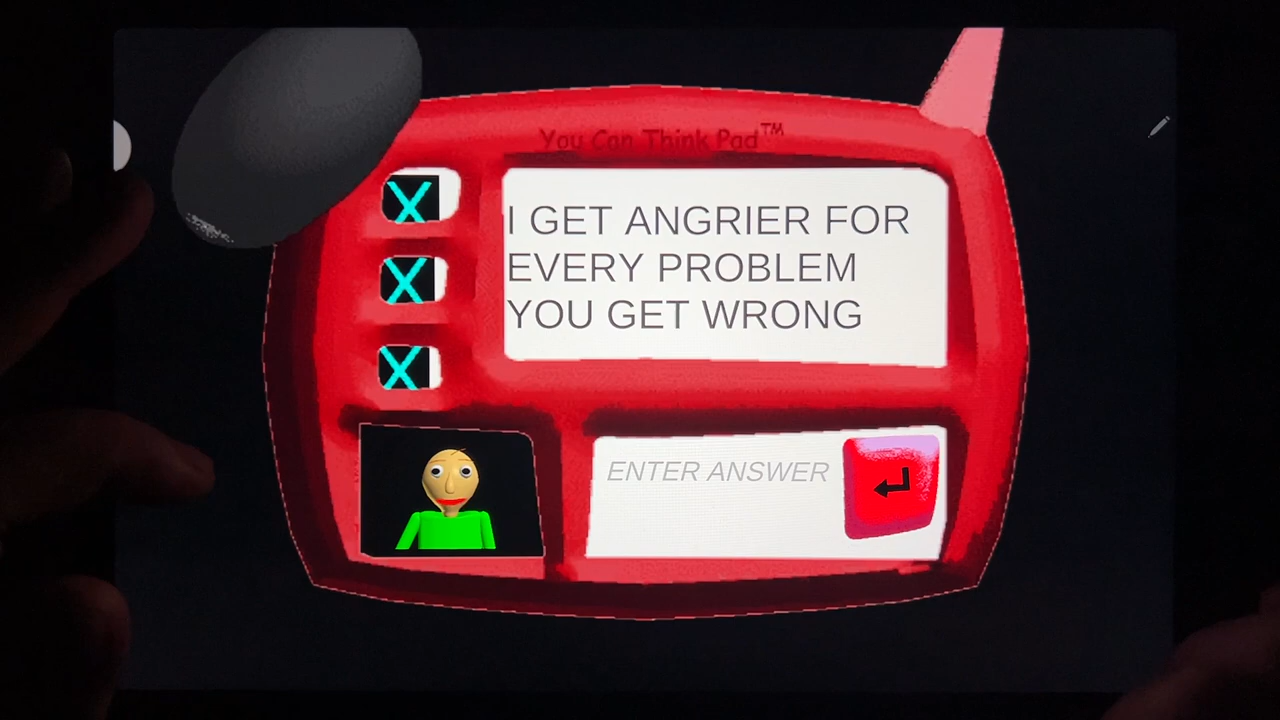 You Can Think Pad™
I GET ANGRIER FOR
EVERY PROBLEM
YOU GET WRONG
ENTER ANSWER